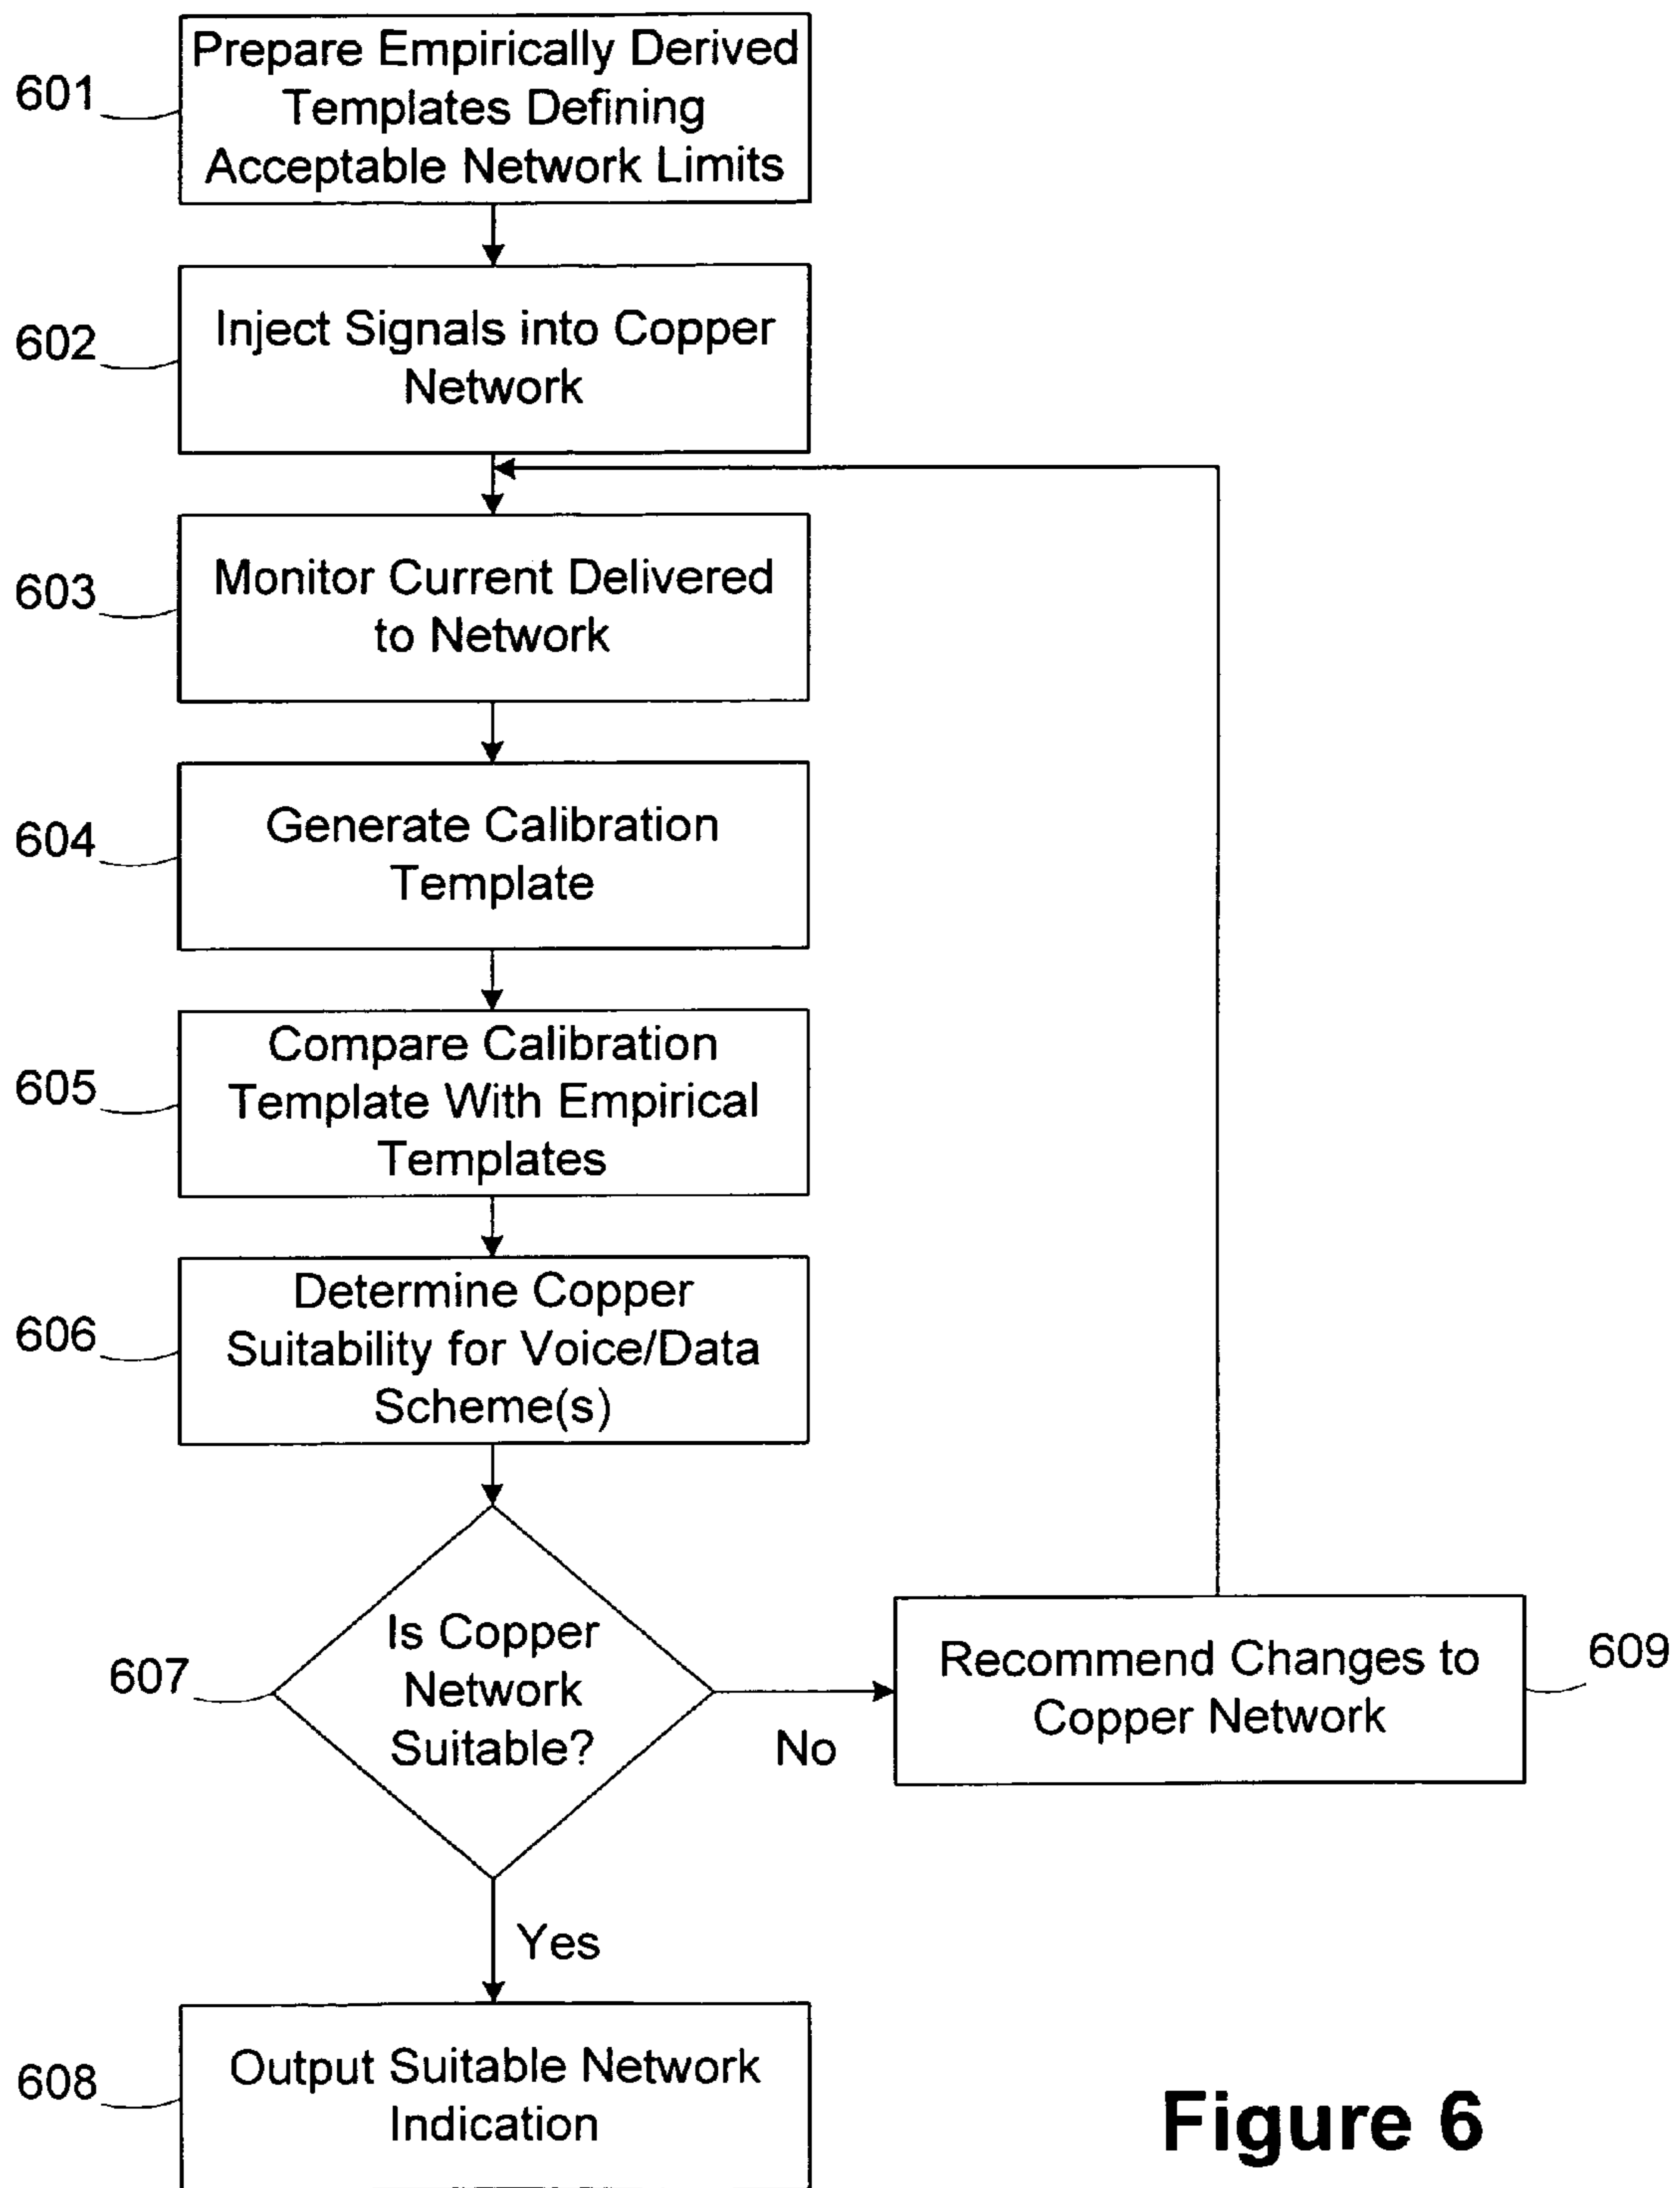 601
Prepare Empirically Derived
Templates Defining
Acceptable Network Limits
602
Inject Signals into Copper
Network
603
Monitor Current Delivered
to Network
604
Generate Calibration
Template
605
Compare Calibration
Template With Empirical
Templates
606
Determine Copper
Suitability for Voice/Data
Scheme(s)
607
Is Copper
Network
Suitable?
No
Recommend Changes to
Copper Network
609
Yes
608
Output Suitable Network
Indication
Figure 6